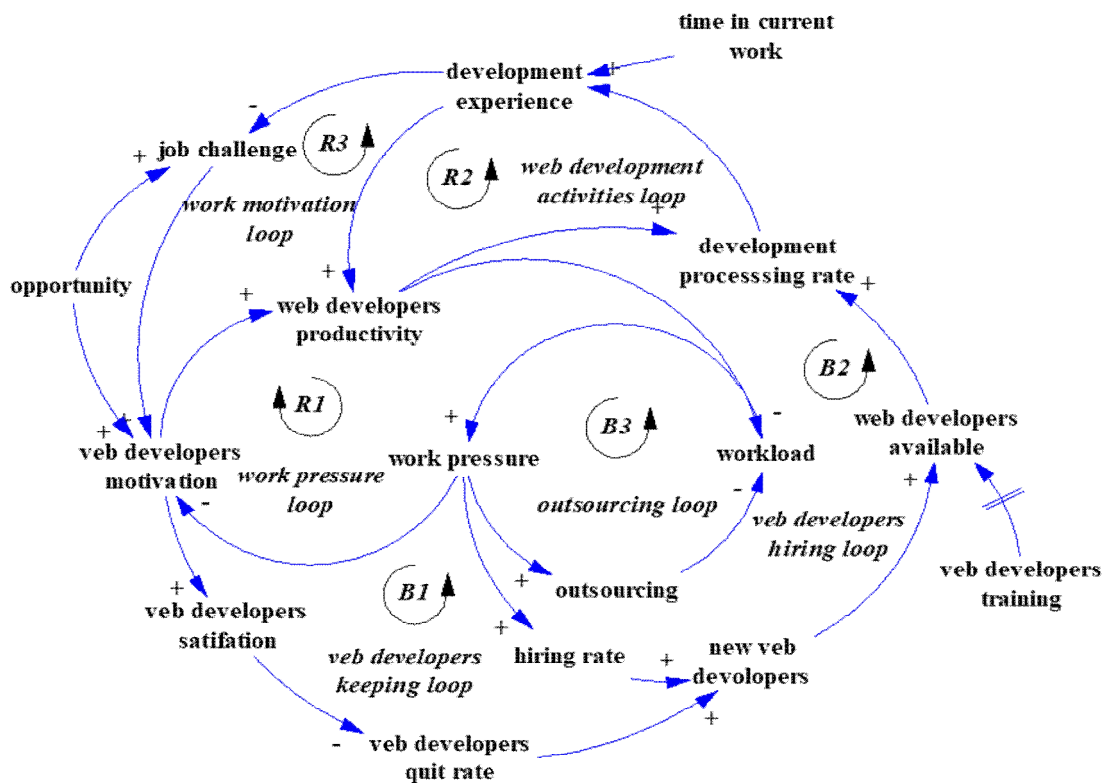 time in current
work
+
development
experience
-
+
job challenge
R3
R2
web development
activities loop
work motivation
loop
+
development
processsing rate
+
opportunity
+
+
web developers
productivity
B2
R1
B3
+
-
web developers
available
+
+
+
veb developers
motivation
work pressure
workload
-
work pressure
loop
outsourcing loop
-
veb developers
hiring loop
+
veb developers
training
+
veb developers
satifation
B1
+
outsourcing
+
veb developers
keeping loop
hiring rate
+
new veb
devolopers
+
-
veb developers
quit rate